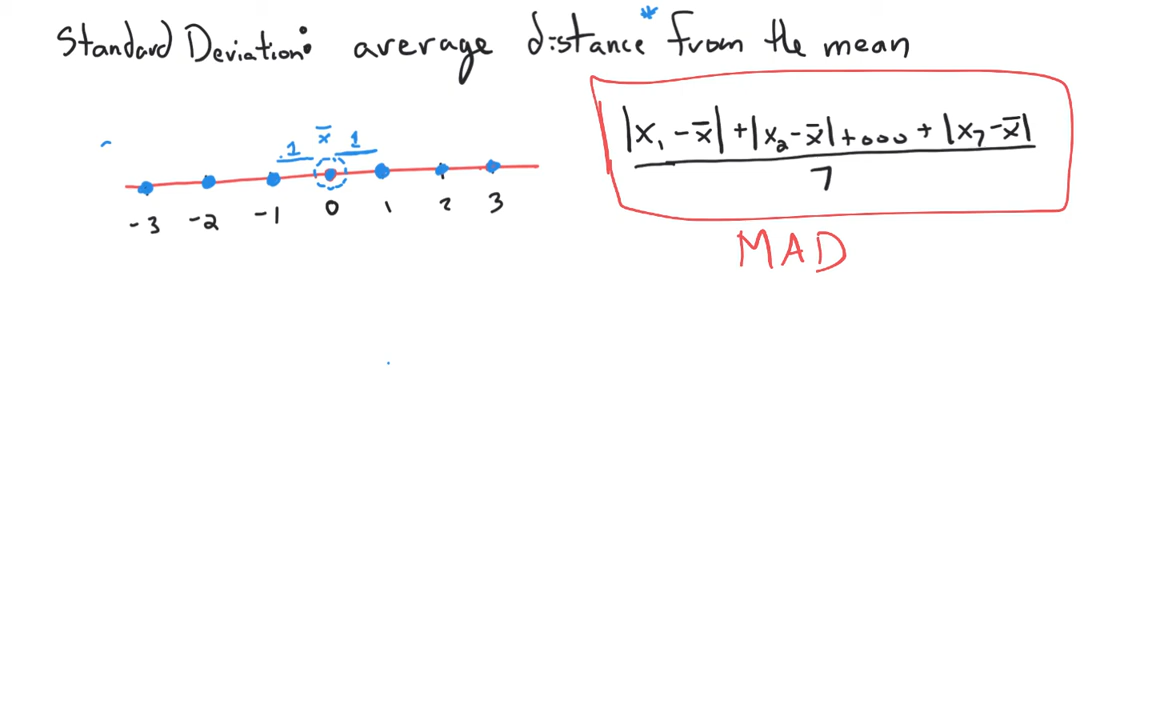 Standard Deviation: average distance* from the mean
|x₁ - x̄| + |x₂ - x̄| + ∘∘∘ + |x₇ - x̄|
7
MAD
x̄
1 1
-3 -2 -1 0 1 2 3